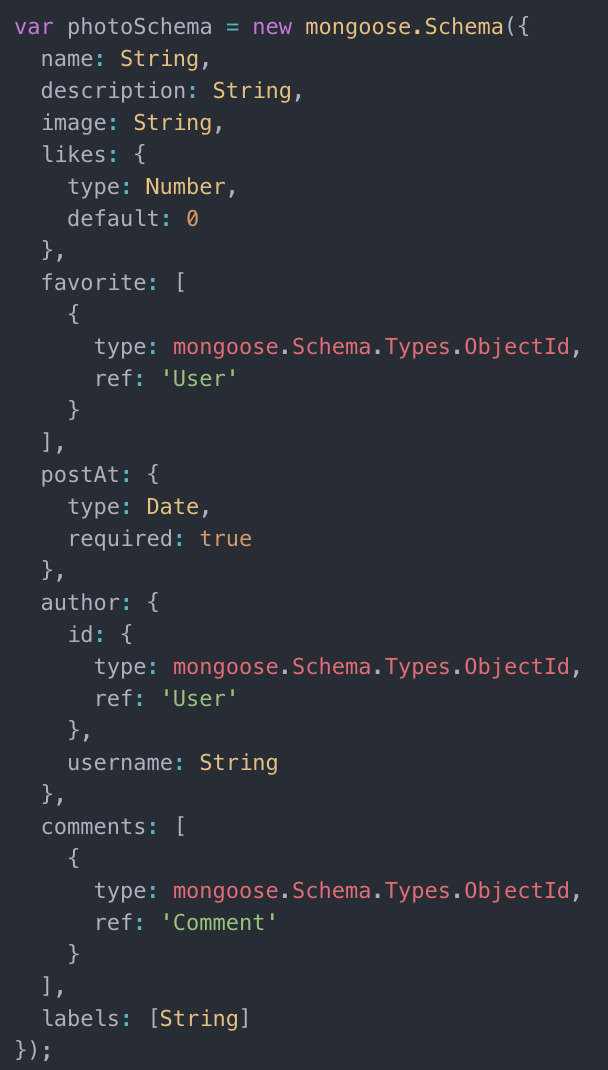 var photoSchema = new mongoose.Schema({
  name: String,
  description: String,
  image: String,
  likes: {
    type: Number,
    default: 0
  },
  favorite: [
    {
      type: mongoose.Schema.Types.ObjectId,
      ref: 'User'
    }
  ],
  postAt: {
    type: Date,
    required: true
  },
  author: {
    id: {
      type: mongoose.Schema.Types.ObjectId,
      ref: 'User'
    },
    username: String
  },
  comments: [
    {
      type: mongoose.Schema.Types.ObjectId,
      ref: 'Comment'
    }
  ],
  labels: [String]
});